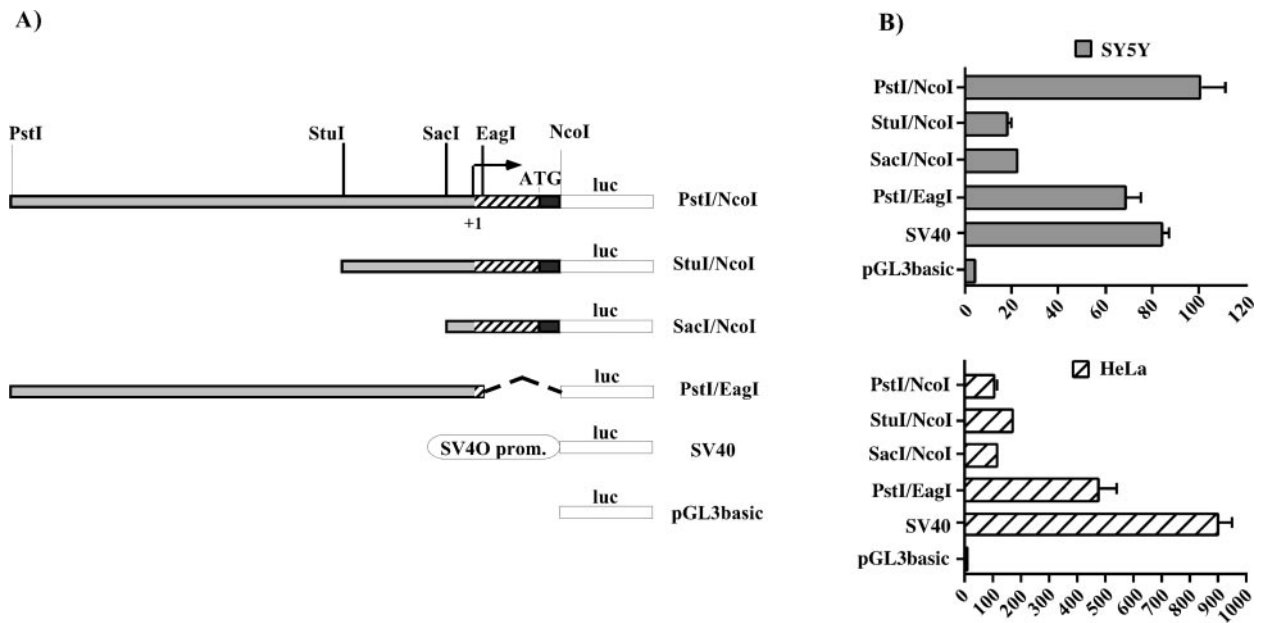 A)
PstI StuI SacI EagI NcoI
ATG luc
PstI/NcoI
+1
luc
StuI/NcoI
luc
SacI/NcoI
luc
PstI/EagI
luc
SV4O prom.
SV40
luc
pGL3basic
B)
SY5Y
PstI/NcoI
StuI/NcoI
SacI/NcoI
PstI/EagI
SV40
pGL3basic
0 20 40 60 80 100 120
HeLa
PstI/NcoI
StuI/NcoI
SacI/NcoI
PstI/EagI
SV40
pGL3basic
0 100 200 300 400 500 600 700 800 900 1000